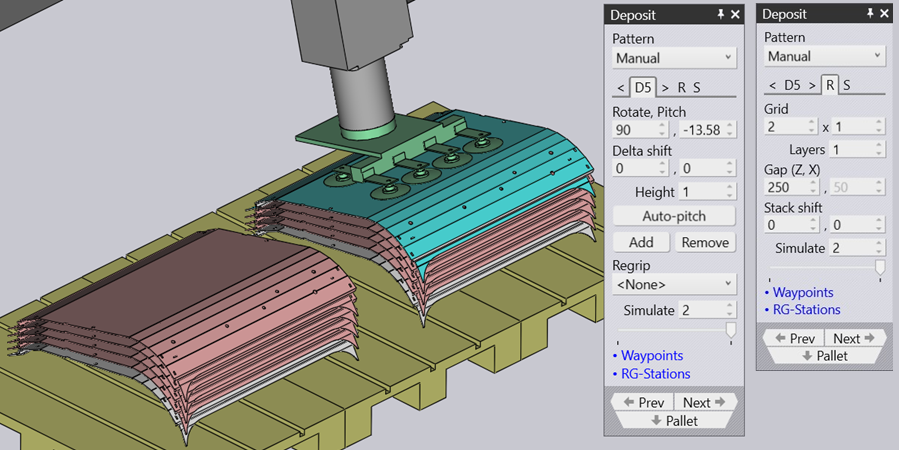 Deposit
Pattern
Manual
< D5 > R S
Rotate, Pitch
90 , -13.58
Delta shift
0 , 0
Height 1
Auto-pitch
Add Remove
Regrip
<None>
Simulate 2
• Waypoints
• RG-Stations
Prev Next
Pallet
Deposit
Pattern
Manual
< D5 > R S
Grid
2 x 1
Layers 1
Gap (Z, X)
250 , 50
Stack shift
0 , 0
Simulate 2
• Waypoints
• RG-Stations
Prev Next
Pallet